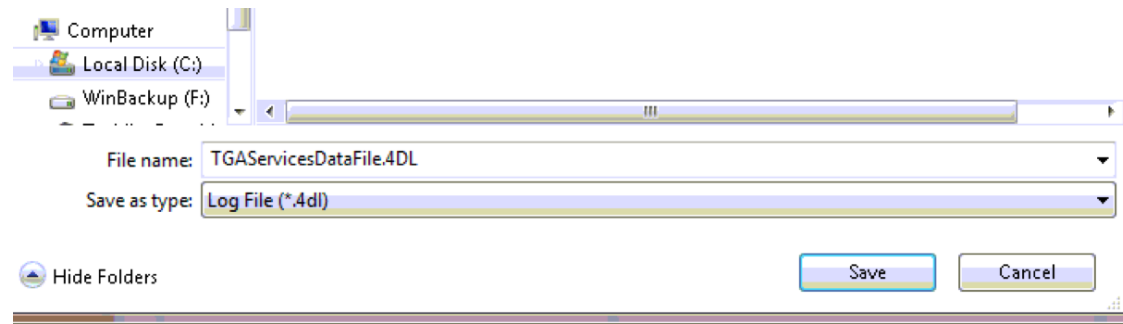 Computer
Local Disk (C:)
WinBackup (F:)
File name: TGAServicesDataFile.4DL
Save as type: Log File (*.4dl)
Hide Folders Save Cancel